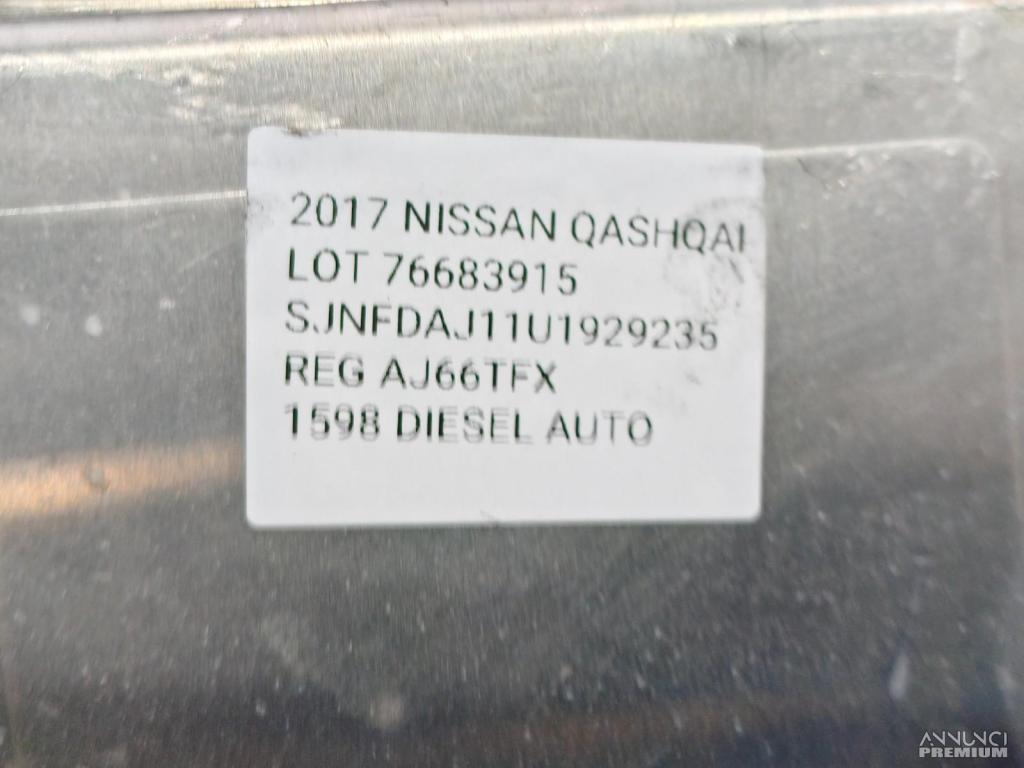 2017 NISSAN QASHQAI
LOT 76683915
SJNFDAJ11U1929235
REG AJ66TFX
1598 DIESEL AUTO
ANNUNCI
PREMIUM